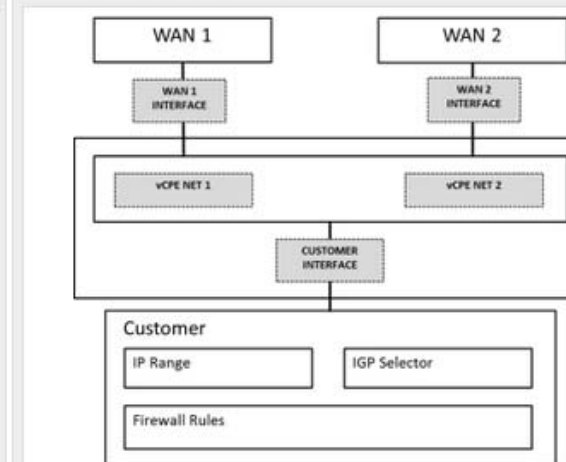 WAN 1
WAN 2
WAN 1
INTERFACE
WAN 2
INTERFACE
vCPE NET 1
vCPE NET 2
CUSTOMER
INTERFACE
Customer
IP Range
IGP Selector
Firewall Rules